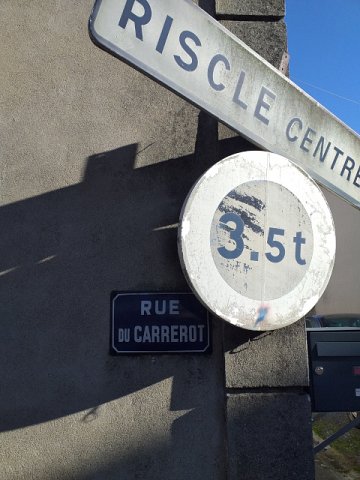 RISCLE CENTRE
3.5t
RUE
DU CARREROT